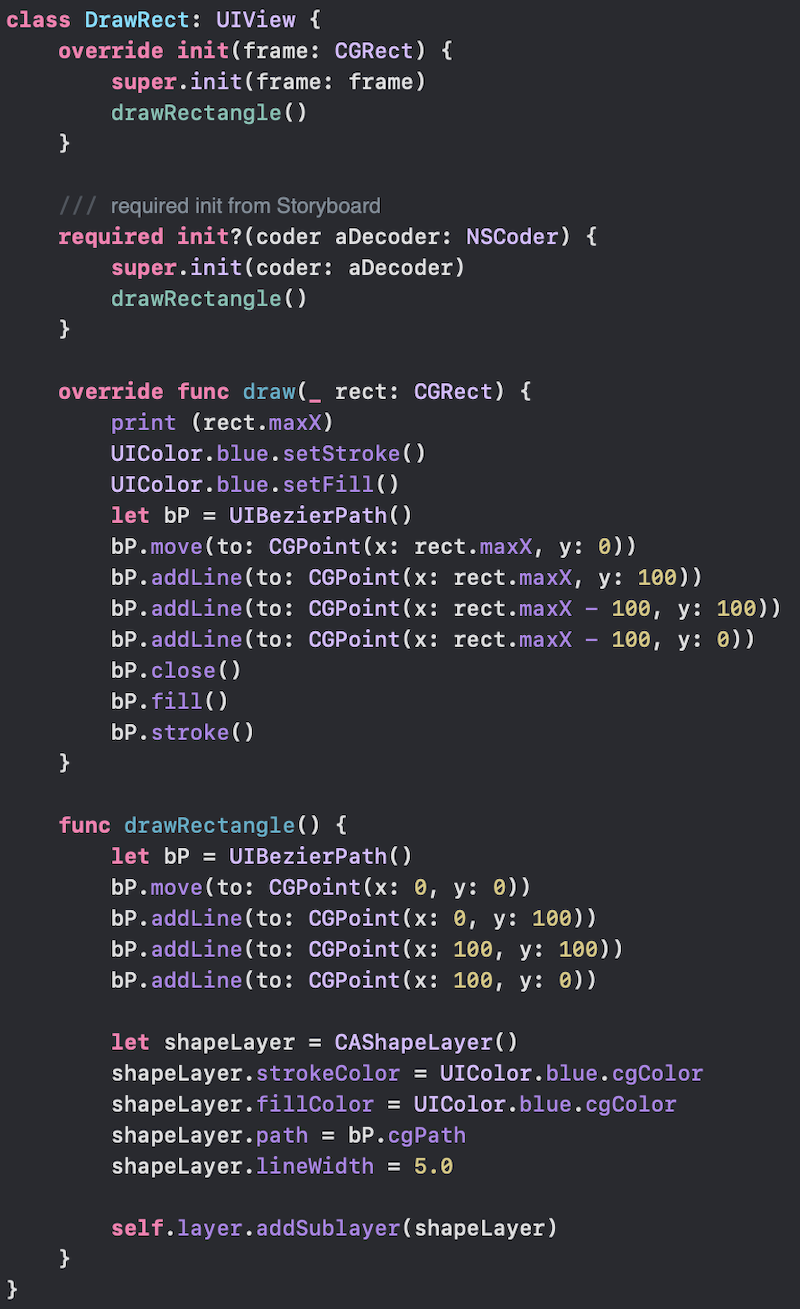 class DrawRect: UIView {
    override init(frame: CGRect) {
        super.init(frame: frame)
        drawRectangle()
    }

    /// required init from Storyboard
    required init?(coder aDecoder: NSCoder) {
        super.init(coder: aDecoder)
        drawRectangle()
    }

    override func draw(_ rect: CGRect) {
        print (rect.maxX)
        UIColor.blue.setStroke()
        UIColor.blue.setFill()
        let bP = UIBezierPath()
        bP.move(to: CGPoint(x: rect.maxX, y: 0))
        bP.addLine(to: CGPoint(x: rect.maxX, y: 100))
        bP.addLine(to: CGPoint(x: rect.maxX - 100, y: 100))
        bP.addLine(to: CGPoint(x: rect.maxX - 100, y: 0))
        bP.close()
        bP.fill()
        bP.stroke()
    }

    func drawRectangle() {
        let bP = UIBezierPath()
        bP.move(to: CGPoint(x: 0, y: 0))
        bP.addLine(to: CGPoint(x: 0, y: 100))
        bP.addLine(to: CGPoint(x: 100, y: 100))
        bP.addLine(to: CGPoint(x: 100, y: 0))

        let shapeLayer = CAShapeLayer()
        shapeLayer.strokeColor = UIColor.blue.cgColor
        shapeLayer.fillColor = UIColor.blue.cgColor
        shapeLayer.path = bP.cgPath
        shapeLayer.lineWidth = 5.0

        self.layer.addSublayer(shapeLayer)
    }
}